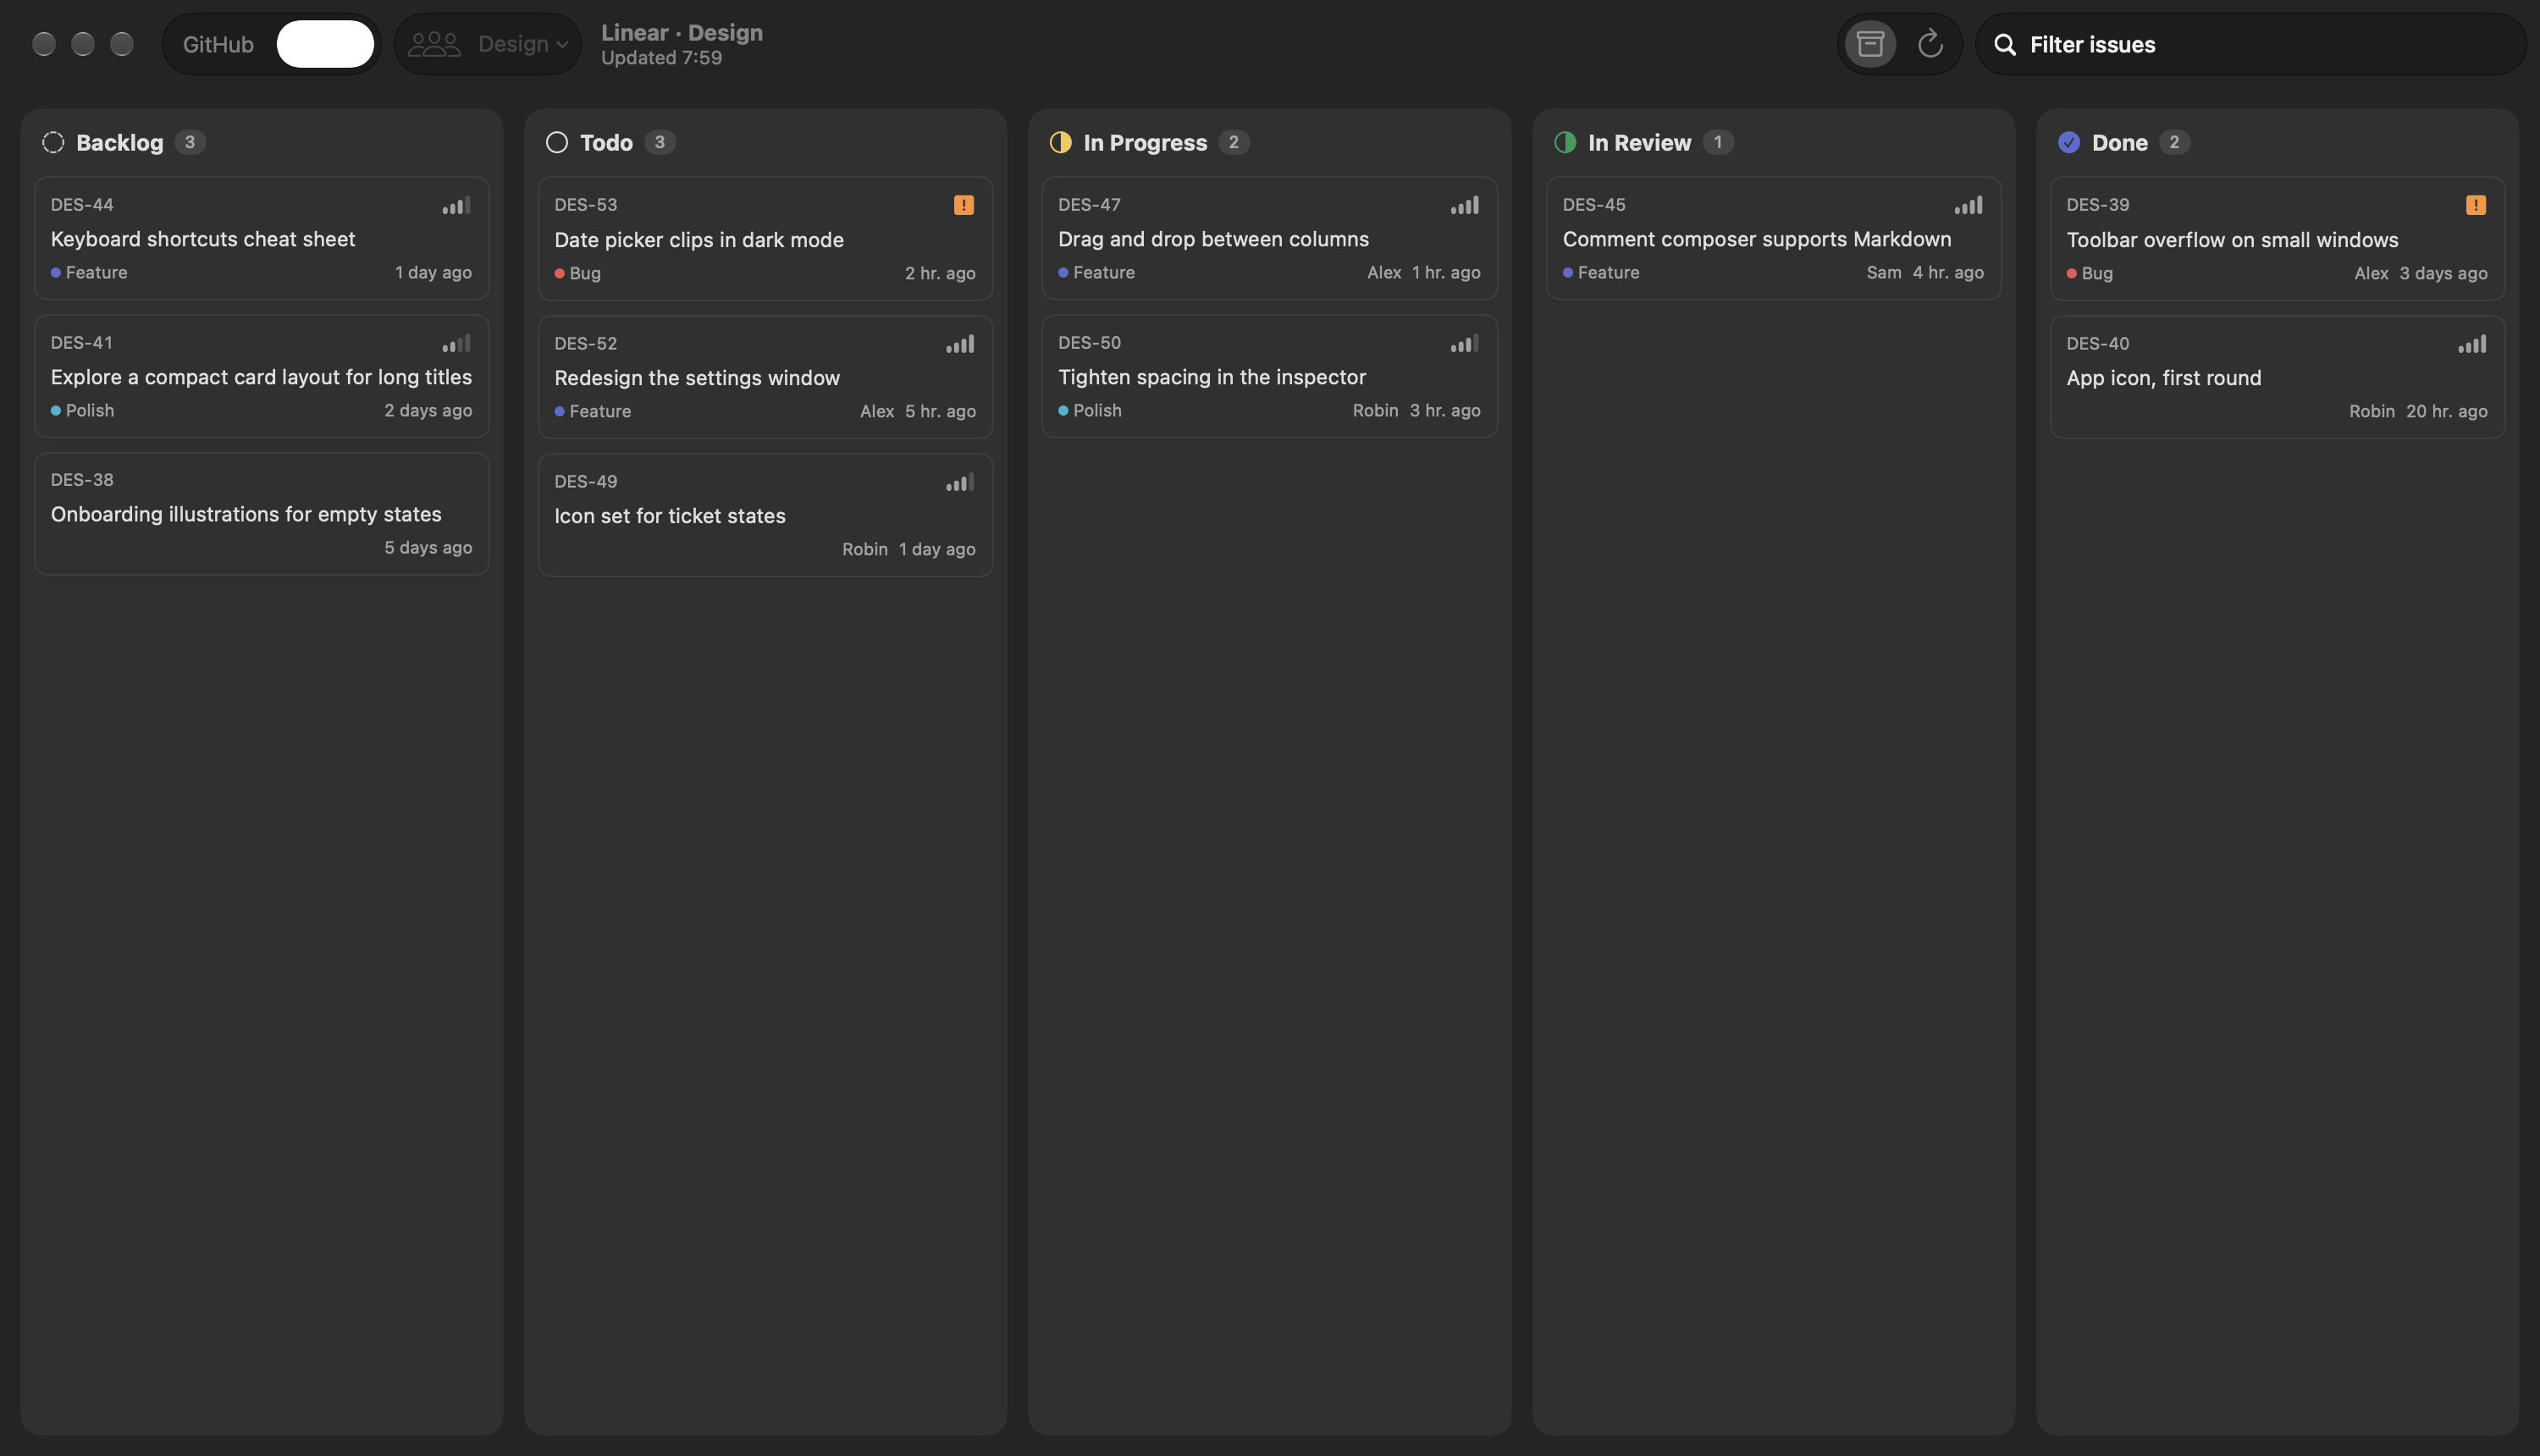 GitHub
Design
Linear · Design
Updated 7:59
Filter issues
Backlog 3
DES-44
Keyboard shortcuts cheat sheet
Feature 1 day ago
DES-41
Explore a compact card layout for long titles
Polish 2 days ago
DES-38
Onboarding illustrations for empty states
5 days ago
Todo 3
DES-53
Date picker clips in dark mode
Bug 2 hr. ago
DES-52
Redesign the settings window
Feature Alex 5 hr. ago
DES-49
Icon set for ticket states
Robin 1 day ago
In Progress 2
DES-47
Drag and drop between columns
Feature Alex 1 hr. ago
DES-50
Tighten spacing in the inspector
Polish Robin 3 hr. ago
In Review 1
DES-45
Comment composer supports Markdown
Feature Sam 4 hr. ago
Done 2
DES-39
Toolbar overflow on small windows
Bug Alex 3 days ago
DES-40
App icon, first round
Robin 20 hr. ago